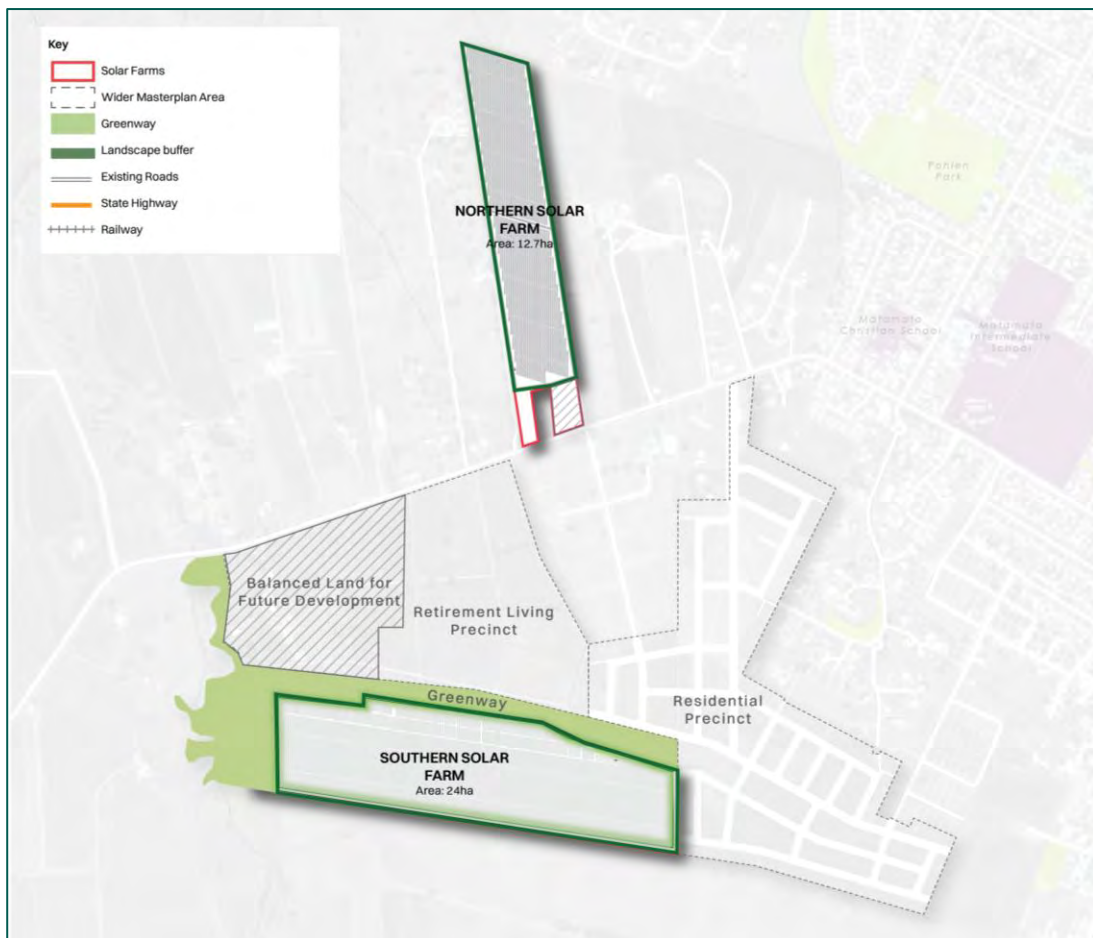 Key
Solar Farms
Wider Masterplan Area
Greenway
Landscape buffer
Existing Roads
State Highway
Railway
NORTHERN SOLAR
FARM
Area: 12.7ha
Pohlen
Park
Matamata
Christian School
Matamata
Intermediate
School
Balanced Land for
Future Development
Retirement Living
Precinct
Greenway
Residential
Precinct
SOUTHERN SOLAR
FARM
Area: 24ha